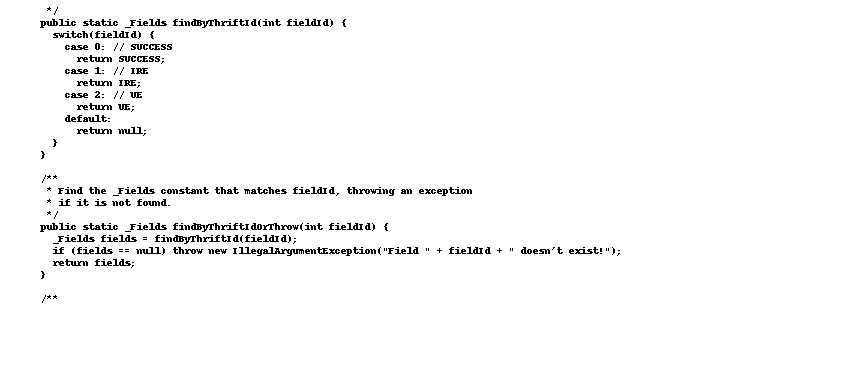 */
public static _Fields findByThriftId(int fieldId) {
switch(fieldId) {
case 0: // SUCCESS
return SUCCESS;
case 1: // IRE
return IRE;
case 2: // UE
return UE;
default:
return null;
}
}
/**
* Find the _Fields constant that matches fieldId, throwing an exception
* if it is not found.
*/
public static _Fields findByThriftIdOrThrow(int fieldId) {
_Fields fields = findByThriftId(fieldId);
if (fields == null) throw new IllegalArgumentException("Field " + fieldId + " doesn't exist!");
return fields;
}
/**